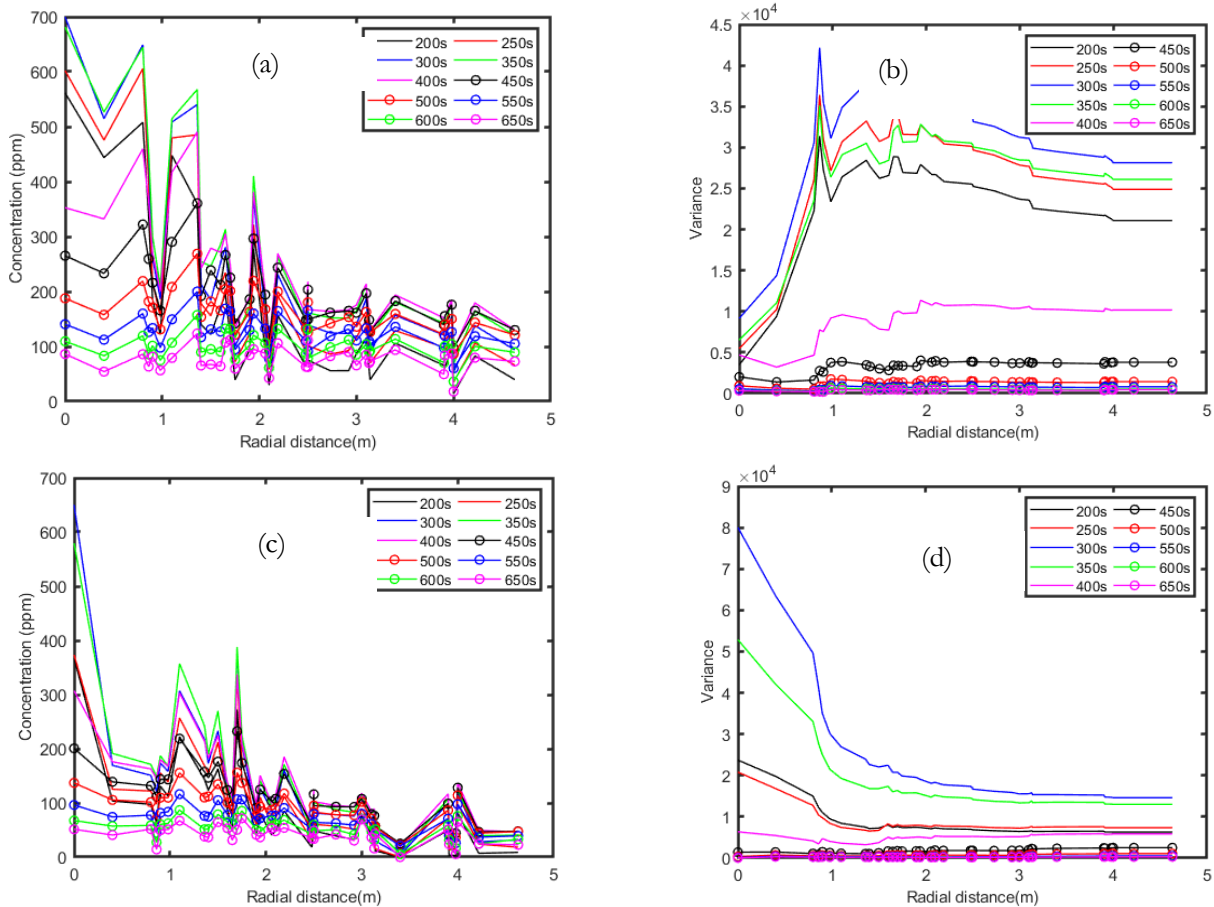 (a)
700
600
500
400
300
200
100
0
Concentration (ppm)
0 1 2 3 4 5
Radial distance(m)
200s 250s
300s 350s
400s 450s
500s 550s
600s 650s
(b)
×10⁴
4.5
4
3.5
3
2.5
2
1.5
1
0.5
0
Variance
0 1 2 3 4 5
Radial distance(m)
200s 450s
250s 500s
300s 550s
350s 600s
400s 650s
(c)
700
600
500
400
300
200
100
0
Concentration (ppm)
0 1 2 3 4 5
Radial distance(m)
200s 250s
300s 350s
400s 450s
500s 550s
600s 650s
(d)
×10⁴
9
8
7
6
5
4
3
2
1
0
Variance
0 1 2 3 4 5
Radial distance(m)
200s 450s
250s 500s
300s 550s
350s 600s
400s 650s